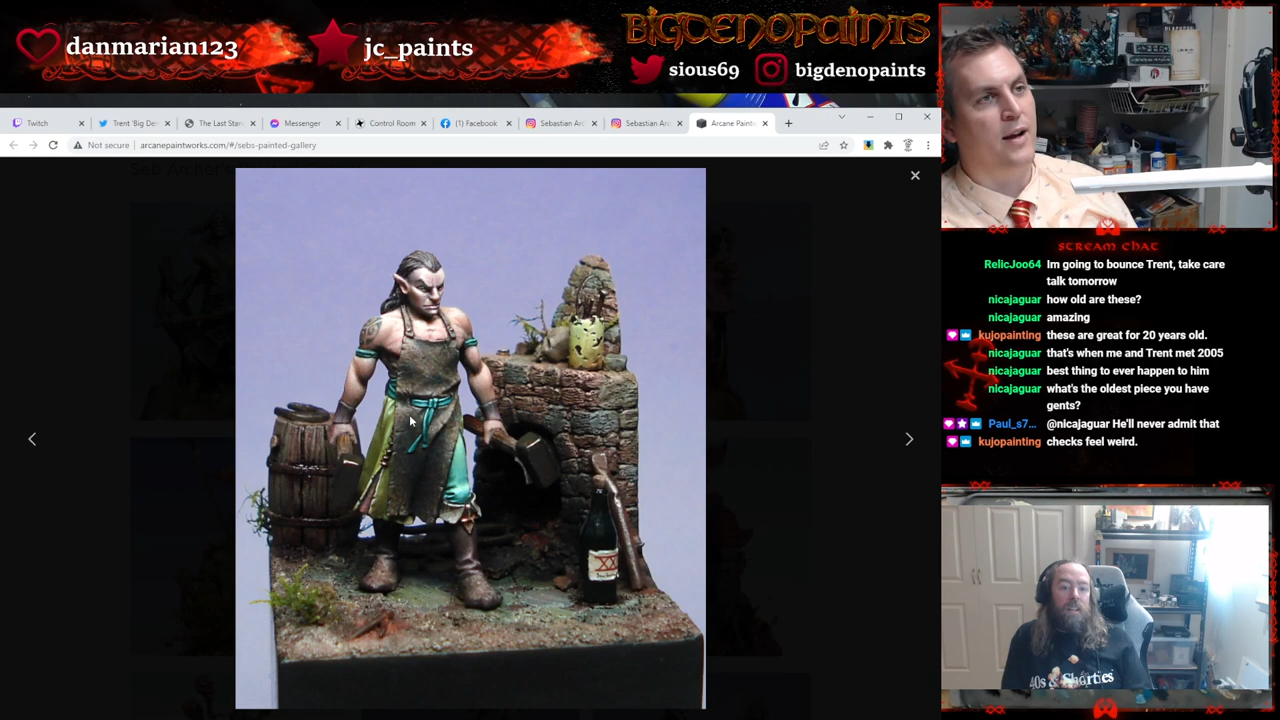 danmarian123
jc_paints
BIGDENOPAINTS
sious69
bigdenopaints
Twitch
Trent 'Big De
The Last Stan
Messenger
Control Room
(1) Facebook
Sebastian Arc
Sebastian Arc
Arcane Paint
Not secure
arcanepaintworks.com/#/sebs-painted-gallery
XX
STREAM CHAT
RelicJoo64 Im going to bounce Trent, take care
talk tomorrow
nicajaguar how old are these?
nicajaguar amazing
kujopainting these are great for 20 years old.
nicajaguar that's when me and Trent met 2005
nicajaguar best thing to ever happen to him
nicajaguar what's the oldest piece you have
gents?
Paul_s7... @nicajaguar He'll never admit that
kujopainting checks feel weird.
40s & Shorties